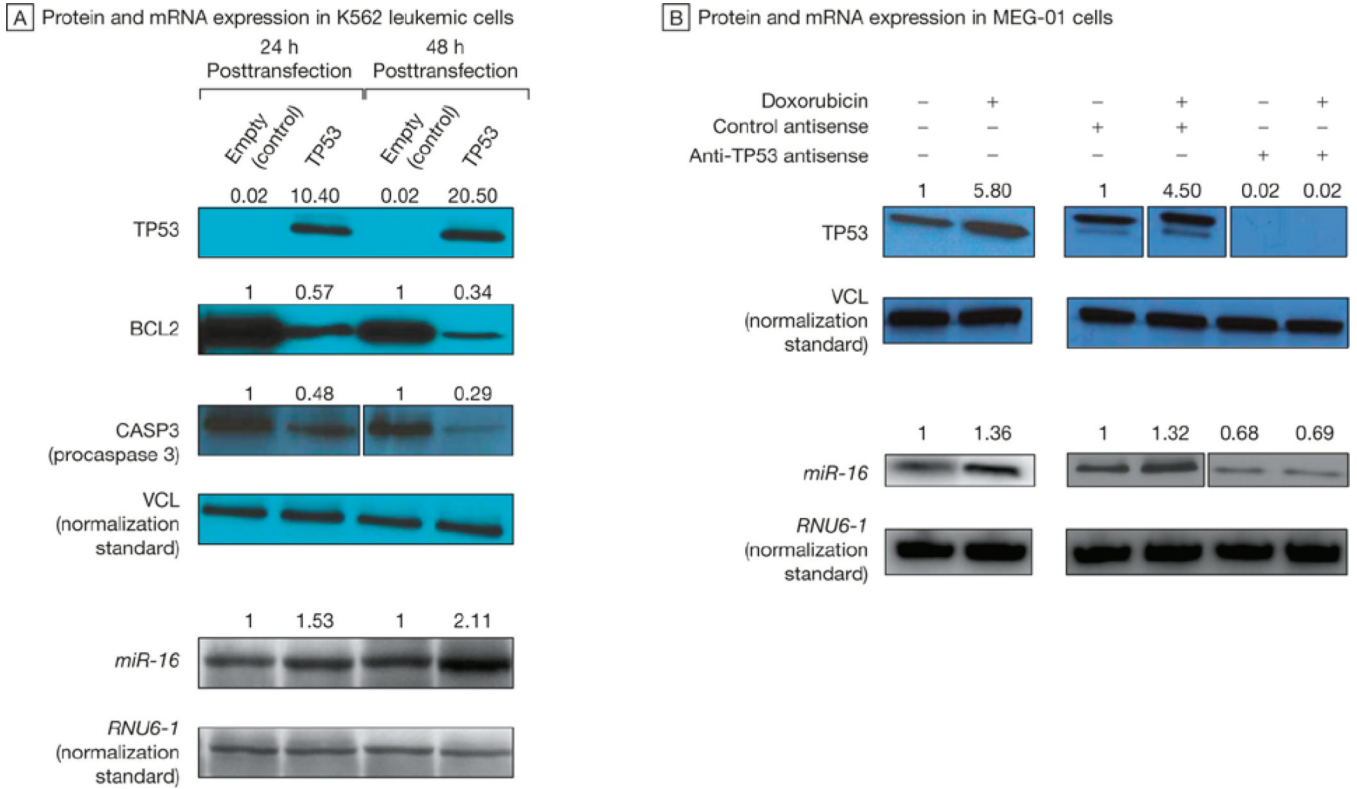 A Protein and mRNA expression in K562 leukemic cells
24 h
Posttransfection
48 h
Posttransfection
Empty
(control)
TP53
Empty
(control)
TP53
0.02 10.40 0.02 20.50
TP53
1 0.57 1 0.34
BCL2
1 0.48 1 0.29
CASP3
(procaspase 3)
VCL
(normalization
standard)
1 1.53 1 2.11
miR-16
RNU6-1
(normalization
standard)
B Protein and mRNA expression in MEG-01 cells
Doxorubicin – + – + – +
Control antisense – – + + – –
Anti-TP53 antisense – – – – + +
1 5.80 1 4.50 0.02 0.02
TP53
VCL
(normalization
standard)
1 1.36 1 1.32 0.68 0.69
miR-16
RNU6-1
(normalization
standard)